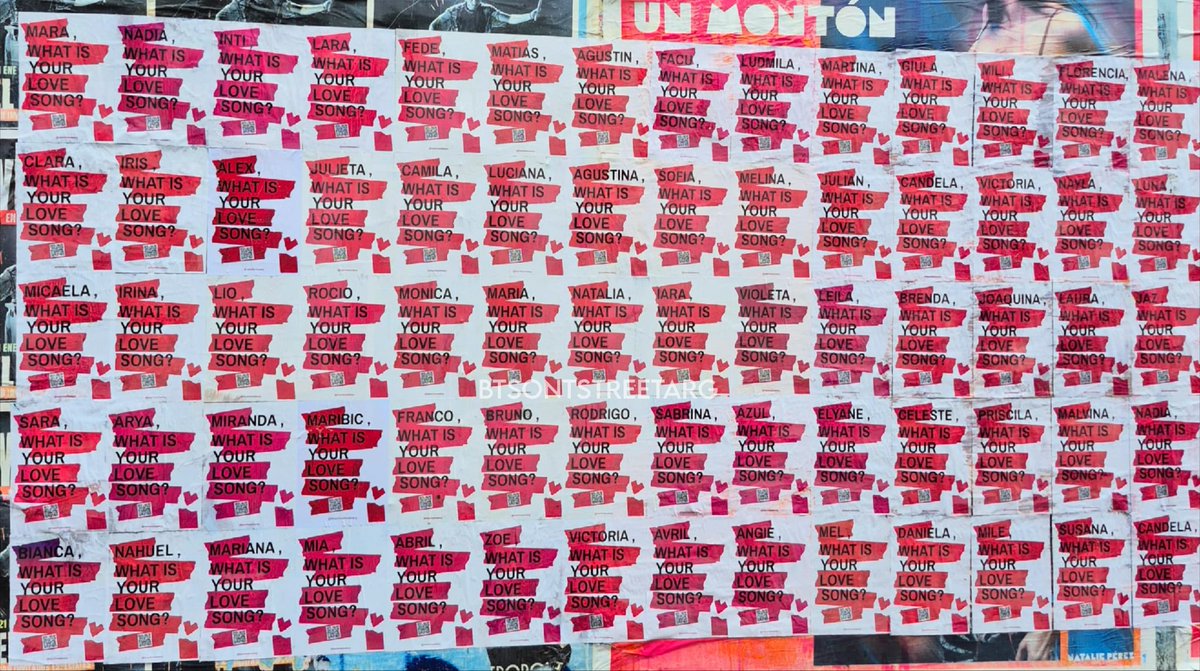 UN MONTÓN
MARA,
WHAT IS
YOUR
LOVE
SONG?
NADIA,
WHAT IS
YOUR
LOVE
SONG?
INTI,
WHAT IS
YOUR
LOVE
SONG?
LARA,
WHAT IS
YOUR
LOVE
SONG?
FEDE,
WHAT IS
YOUR
LOVE
SONG?
MATIAS,
WHAT IS
YOUR
LOVE
SONG?
AGUSTIN,
WHAT IS
YOUR
LOVE
SONG?
FACU,
WHAT IS
YOUR
LOVE
SONG?
LUDMILA,
WHAT IS
YOUR
LOVE
SONG?
MARTINA,
WHAT IS
YOUR
LOVE
SONG?
GIULA,
WHAT IS
YOUR
LOVE
SONG?
MILI,
WHAT IS
YOUR
LOVE
SONG?
FLORENCIA,
WHAT IS
YOUR
LOVE
SONG?
MALENA,
WHAT IS
YOUR
LOVE
SONG?
CLARA,
WHAT IS
YOUR
LOVE
SONG?
IRIS,
WHAT IS
YOUR
LOVE
SONG?
ALEX,
WHAT IS
YOUR
LOVE
SONG?
JULIETA,
WHAT IS
YOUR
LOVE
SONG?
CAMILA,
WHAT IS
YOUR
LOVE
SONG?
LUCIANA,
WHAT IS
YOUR
LOVE
SONG?
AGUSTINA,
WHAT IS
YOUR
LOVE
SONG?
SOFIA,
WHAT IS
YOUR
LOVE
SONG?
MELINA,
WHAT IS
YOUR
LOVE
SONG?
JULIAN,
WHAT IS
YOUR
LOVE
SONG?
CANDELA,
WHAT IS
YOUR
LOVE
SONG?
VICTORIA,
WHAT IS
YOUR
LOVE
SONG?
NAYLA,
WHAT IS
YOUR
LOVE
SONG?
LUNA,
WHAT IS
YOUR
LOVE
SONG?
MICAELA,
WHAT IS
YOUR
LOVE
SONG?
IRINA,
WHAT IS
YOUR
LOVE
SONG?
LIO,
WHAT IS
YOUR
LOVE
SONG?
ROCIO,
WHAT IS
YOUR
LOVE
SONG?
MONICA,
WHAT IS
YOUR
LOVE
SONG?
MARIA,
WHAT IS
YOUR
LOVE
SONG?
NATALIA,
WHAT IS
YOUR
LOVE
SONG?
IARA,
WHAT IS
YOUR
LOVE
SONG?
VIOLETA,
WHAT IS
YOUR
LOVE
SONG?
LEILA,
WHAT IS
YOUR
LOVE
SONG?
BRENDA,
WHAT IS
YOUR
LOVE
SONG?
JOAQUINA,
WHAT IS
YOUR
LOVE
SONG?
LAURA,
WHAT IS
YOUR
LOVE
SONG?
JAZ,
WHAT IS
YOUR
LOVE
SONG?
BTSONTSTREETARG
SARA,
WHAT IS
YOUR
LOVE
SONG?
ARYA,
WHAT IS
YOUR
LOVE
SONG?
MIRANDA,
WHAT IS
YOUR
LOVE
SONG?
MARIBIC,
WHAT IS
YOUR
LOVE
SONG?
FRANCO,
WHAT IS
YOUR
LOVE
SONG?
BRUNO,
WHAT IS
YOUR
LOVE
SONG?
RODRIGO,
WHAT IS
YOUR
LOVE
SONG?
SABRINA,
WHAT IS
YOUR
LOVE
SONG?
AZUL,
WHAT IS
YOUR
LOVE
SONG?
ELYANE,
WHAT IS
YOUR
LOVE
SONG?
CELESTE,
WHAT IS
YOUR
LOVE
SONG?
PRISCILA,
WHAT IS
YOUR
LOVE
SONG?
MALVINA,
WHAT IS
YOUR
LOVE
SONG?
NADIA,
WHAT IS
YOUR
LOVE
SONG?
BIANCA,
WHAT IS
YOUR
LOVE
SONG?
NAHUEL,
WHAT IS
YOUR
LOVE
SONG?
MARIANA,
WHAT IS
YOUR
LOVE
SONG?
MIA,
WHAT IS
YOUR
LOVE
SONG?
ABRIL,
WHAT IS
YOUR
LOVE
SONG?
ZOE,
WHAT IS
YOUR
LOVE
SONG?
VICTORIA,
WHAT IS
YOUR
LOVE
SONG?
AVRIL,
WHAT IS
YOUR
LOVE
SONG?
ANGIE,
WHAT IS
YOUR
LOVE
SONG?
MEL,
WHAT IS
YOUR
LOVE
SONG?
DANIELA,
WHAT IS
YOUR
LOVE
SONG?
MILE,
WHAT IS
YOUR
LOVE
SONG?
SUSANA,
WHAT IS
YOUR
LOVE
SONG?
CANDELA,
WHAT IS
YOUR
LOVE
SONG?
NATALIE PÉREZ